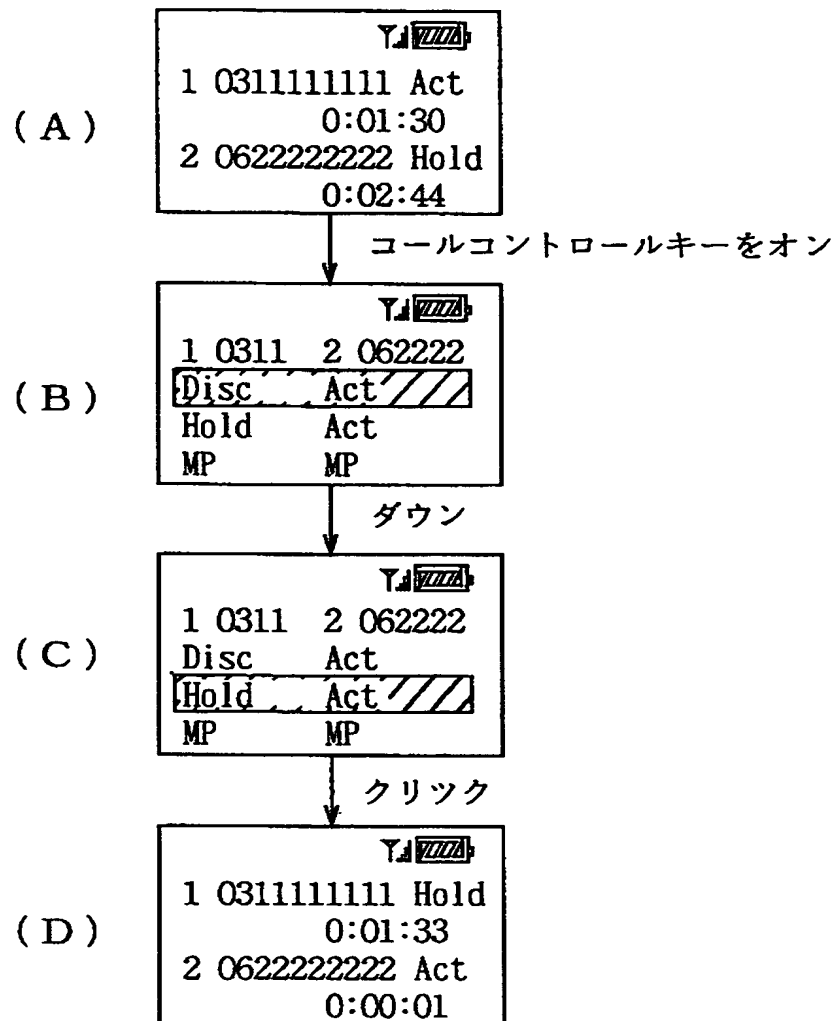 1 0311111111 Act
0:01:30
(A)
2 0622222222 Hold
0:02:44
コールコントロールキーをオン
1 0311 2 062222
(B)
Disc Act
Hold Act
MP MP
ダウン
1 0311 2 062222
(C)
Disc Act
Hold Act
MP MP
クリック
1 0311111111 Hold
(D)
0:01:33
2 0622222222 Act
0:00:01